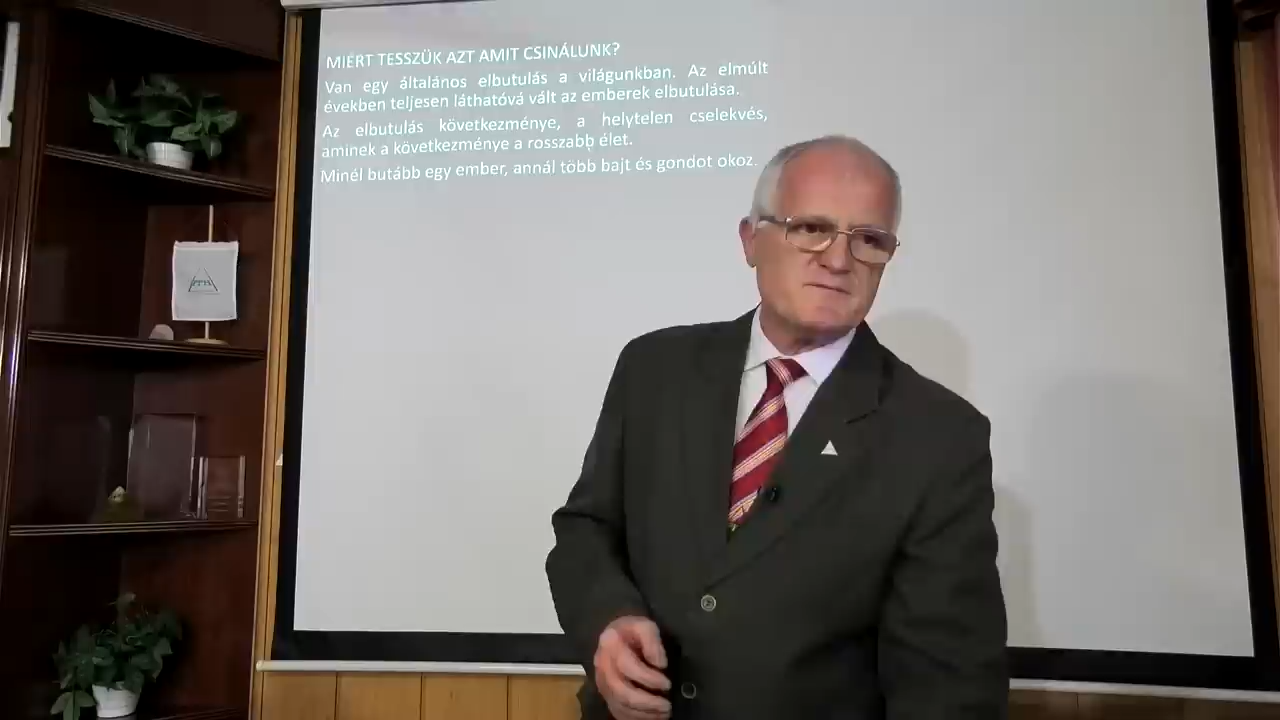 MIÉRT TESSZÜK AZT AMIT CSINÁLUNK?
Van egy általános elbutulás a világunkban. Az elmúlt
években teljesen láthatóvá vált az emberek elbutulása.
Az elbutulás következménye, a helytelen cselekvés,
aminek a következménye a rosszabb élet.
Minél butább egy ember, annál több bajt és gondot okoz.